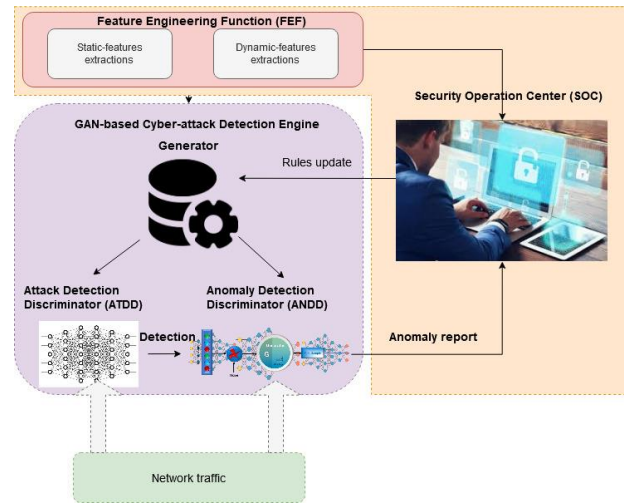 Feature Engineering Function (FEF)
Static-features
extractions
Dynamic-features
extractions
Security Operation Center (SOC)
GAN-based Cyber-attack Detection Engine
Generator
Rules update
Attack Detection
Discriminator (ATDD)
Anomaly Detection
Discriminator (ANDD)
Detection
G
Anomaly report
Network traffic